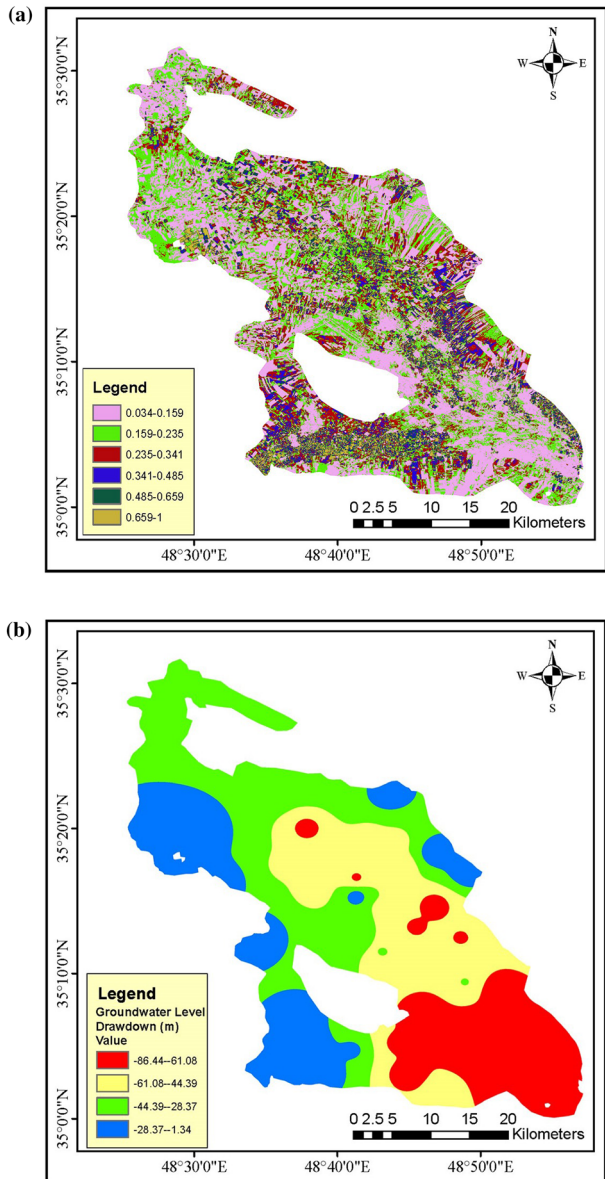 (a)
N
W E
S
35°30'0"N
35°20'0"N
35°10'0"N
35°0'0"N
Legend
0.034-0.159
0.159-0.235
0.235-0.341
0.341-0.485
0.485-0.659
0.659-1
0 2.5 5 10 15 20
Kilometers
48°30'0"E 48°40'0"E 48°50'0"E
(b)
N
W E
S
35°30'0"N
35°20'0"N
35°10'0"N
35°0'0"N
Legend
Groundwater Level
Drawdown (m)
Value
-86.44--61.08
-61.08--44.39
-44.39--28.37
-28.37--1.34
0 2.5 5 10 15 20
Kilometers
48°30'0"E 48°40'0"E 48°50'0"E